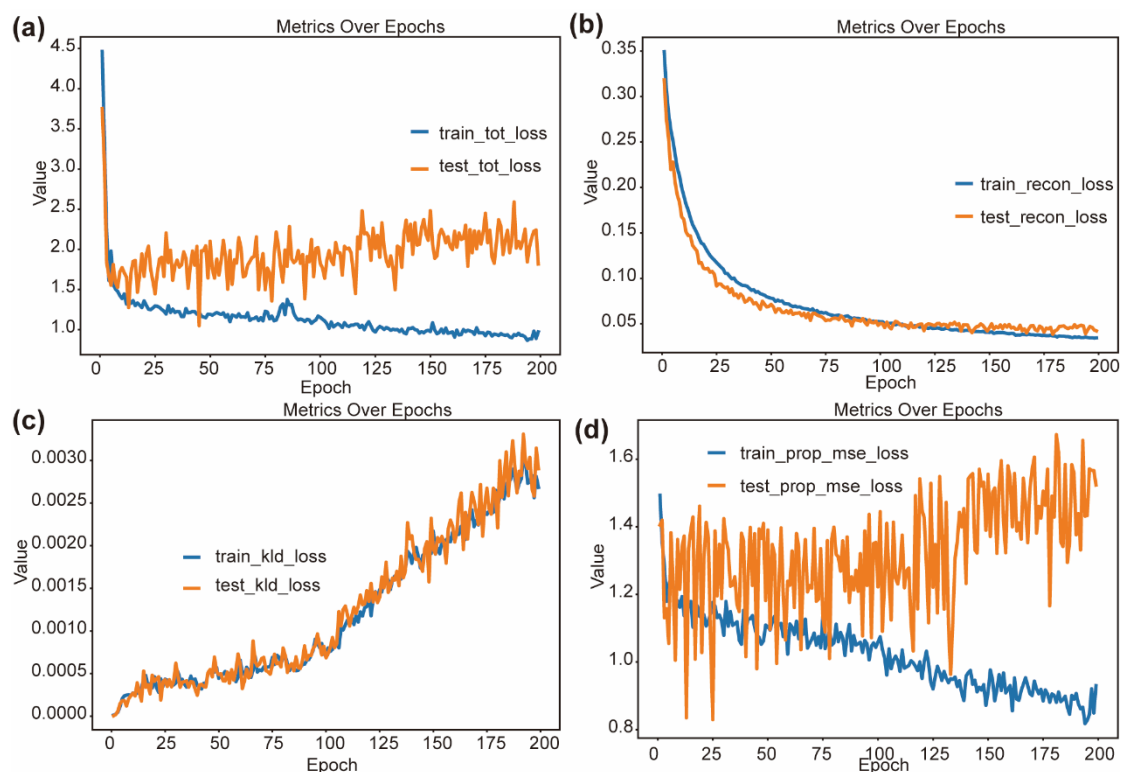 (a)
Metrics Over Epochs
4.5
4.0
3.5
3.0
2.5
2.0
1.5
1.0
Value
train_tot_loss
test_tot_loss
0 25 50 75 100 125 150 175 200
Epoch
(b)
Metrics Over Epochs
0.35
0.30
0.25
0.20
0.15
0.10
0.05
Value
train_recon_loss
test_recon_loss
0 25 50 75 100 125 150 175 200
Epoch
(c)
Metrics Over Epochs
0.0030
0.0025
0.0020
0.0015
0.0010
0.0005
0.0000
Value
train_kld_loss
test_kld_loss
0 25 50 75 100 125 150 175 200
Epoch
(d)
Metrics Over Epochs
1.6
1.4
1.2
1.0
0.8
Value
train_prop_mse_loss
test_prop_mse_loss
0 25 50 75 100 125 150 175 200
Epoch